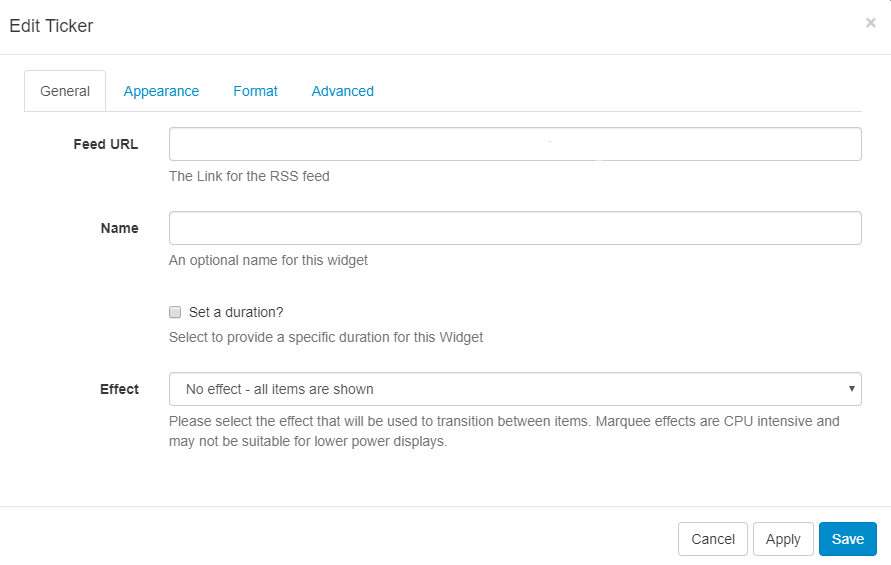 Edit Ticker
×
General Appearance Format Advanced
Feed URL
The Link for the RSS feed
Name
An optional name for this widget
Set a duration?
Select to provide a specific duration for this Widget
Effect No effect - all items are shown
Please select the effect that will be used to transition between items. Marquee effects are CPU intensive and
may not be suitable for lower power displays.
Cancel Apply Save